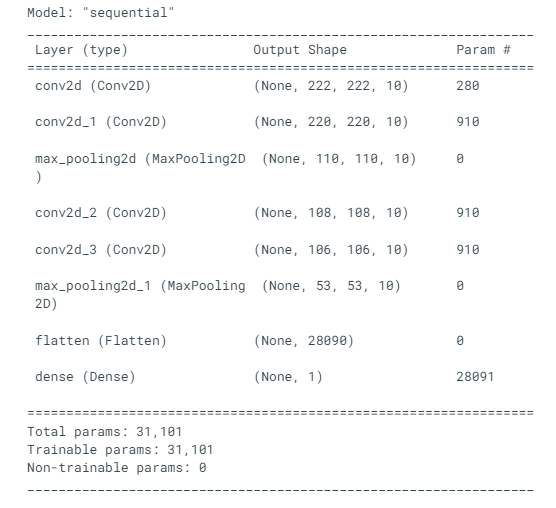 Model: "sequential"
_________________________________________________________________
Layer (type) Output Shape Param #
=================================================================
conv2d (Conv2D) (None, 222, 222, 10) 280
conv2d_1 (Conv2D) (None, 220, 220, 10) 910
max_pooling2d (MaxPooling2D (None, 110, 110, 10) 0
)
conv2d_2 (Conv2D) (None, 108, 108, 10) 910
conv2d_3 (Conv2D) (None, 106, 106, 10) 910
max_pooling2d_1 (MaxPooling (None, 53, 53, 10) 0
2D)
flatten (Flatten) (None, 28090) 0
dense (Dense) (None, 1) 28091
=================================================================
Total params: 31,101
Trainable params: 31,101
Non-trainable params: 0
_________________________________________________________________